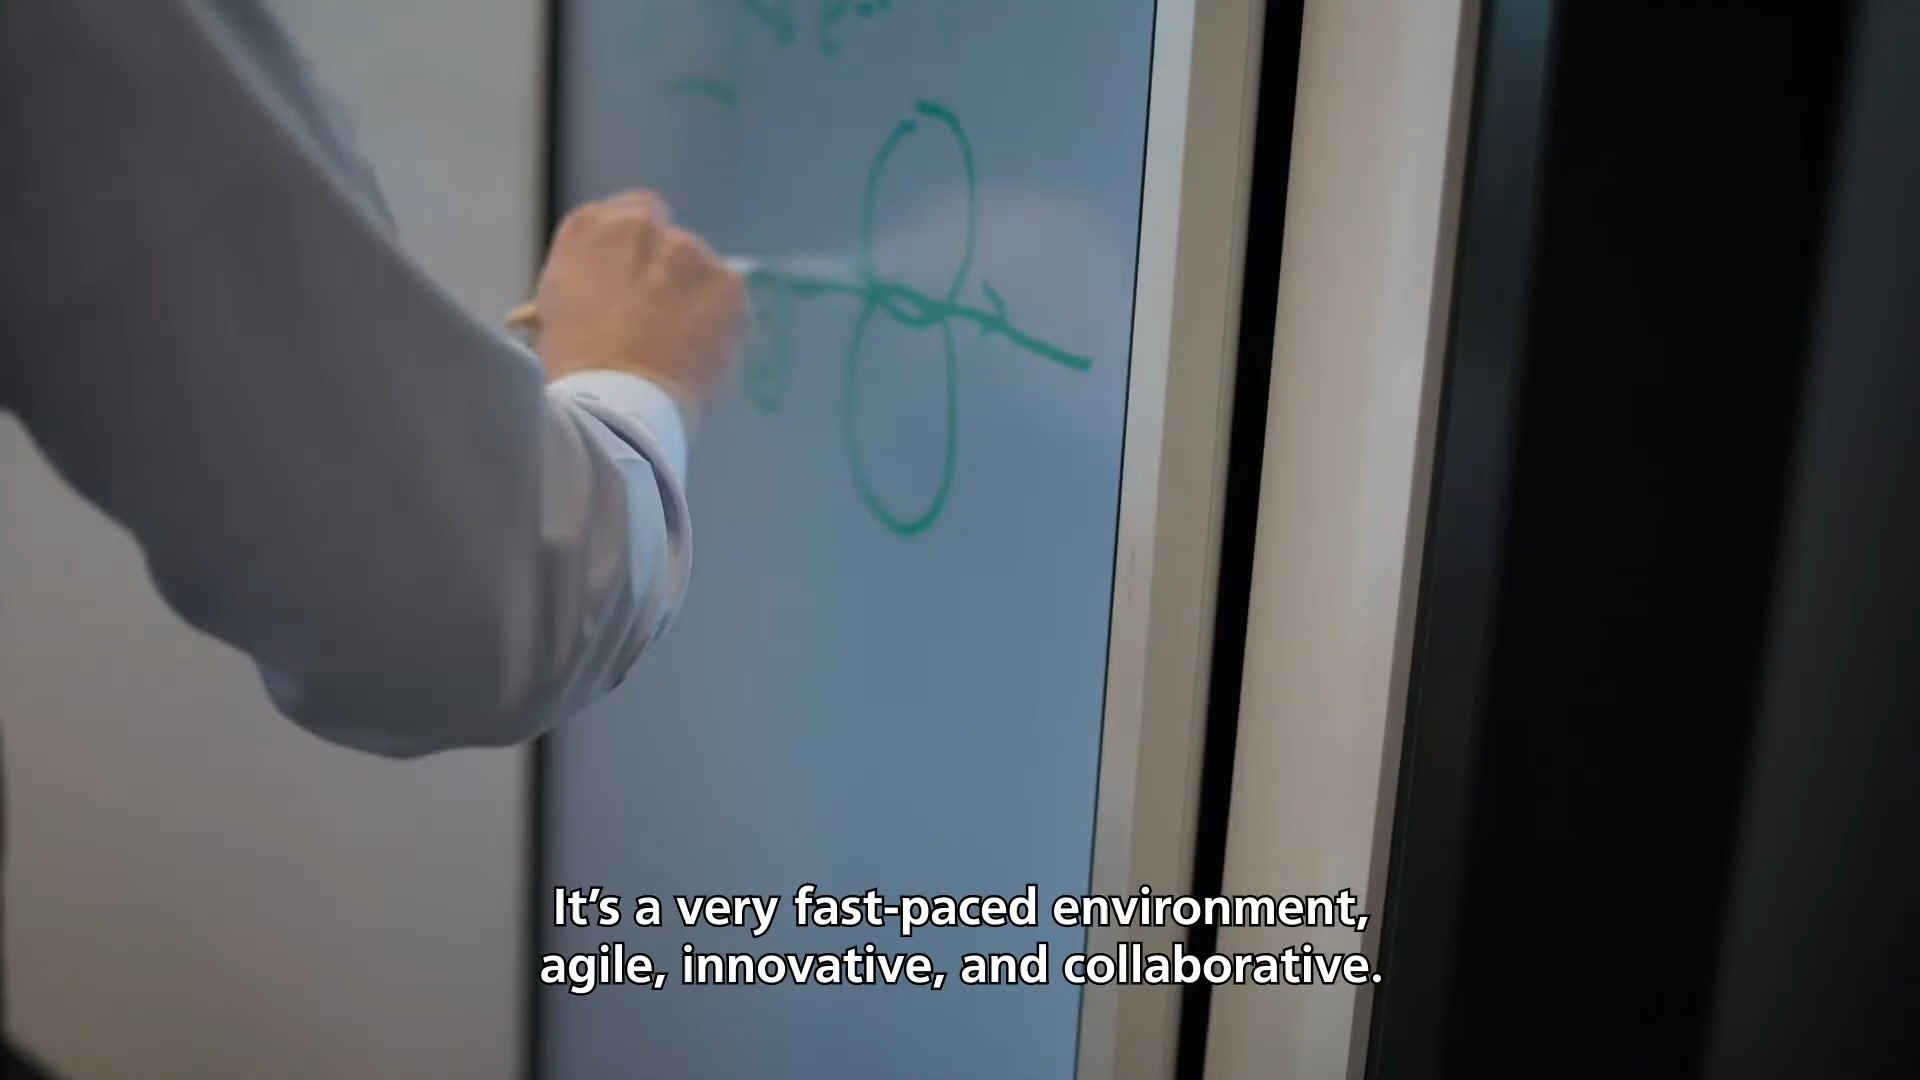 It’s a very fast-paced environment,
agile, innovative, and collaborative.